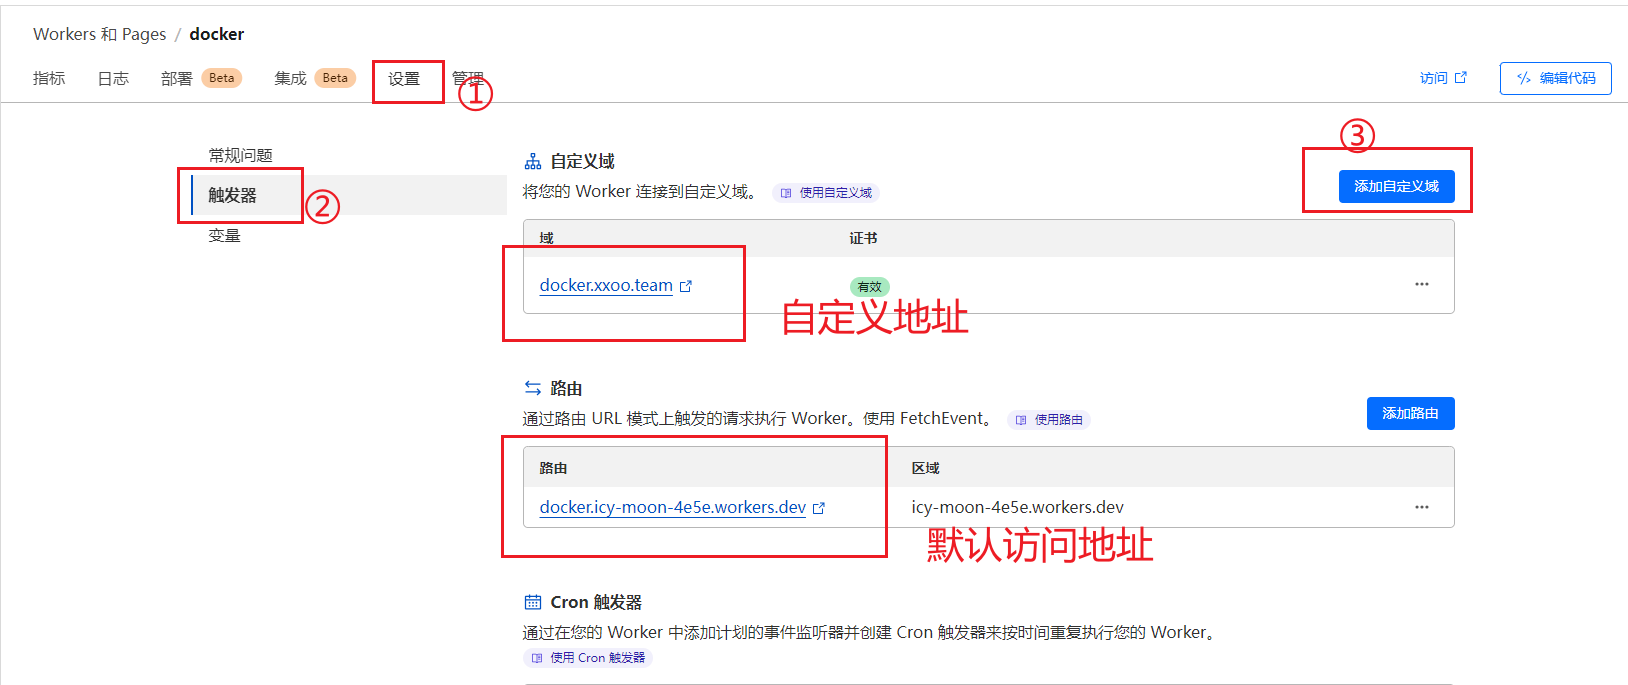 Workers 和 Pages / docker
指标 日志 部署 Beta 集成 Beta 设置 管理 ① 访问 编辑代码
常规问题
触发器 ②
变量
自定义域
将您的 Worker 连接到自定义域。 使用自定义域
③
添加自定义域
域 证书
docker.xxoo.team 有效 ...
自定义地址
路由
通过路由 URL 模式上触发的请求执行 Worker。使用 FetchEvent。 使用路由
添加路由
路由 区域
docker.icy-moon-4e5e.workers.dev icy-moon-4e5e.workers.dev ...
默认访问地址
Cron 触发器
通过在您的 Worker 中添加计划的事件监听器并创建 Cron 触发器来按时间重复执行您的 Worker。
使用 Cron 触发器